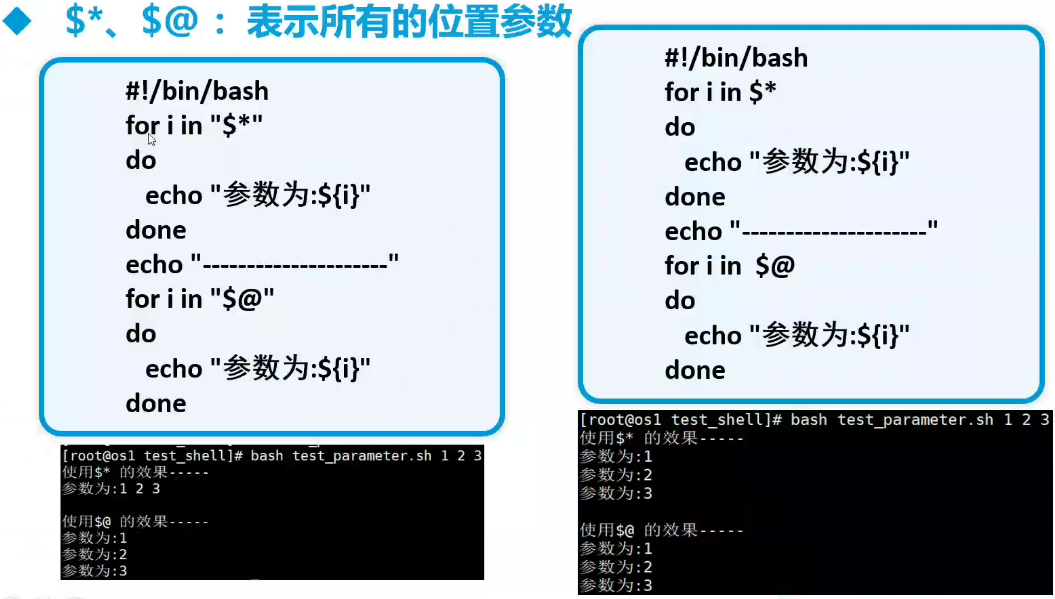 $*、$@ ：表示所有的位置参数
#!/bin/bash
for i in "$*"
do
echo "参数为:${i}"
done
echo "---------------------"
for i in "$@"
do
echo "参数为:${i}"
done
[root@os1 test_shell]# bash test_parameter.sh 1 2 3
使用$* 的效果-----
参数为:1 2 3
使用$@ 的效果-----
参数为:1
参数为:2
参数为:3
#!/bin/bash
for i in $*
do
echo "参数为:${i}"
done
echo "---------------------"
for i in  $@
do
echo "参数为:${i}"
done
[root@os1 test_shell]# bash test_parameter.sh 1 2 3
使用$* 的效果-----
参数为:1
参数为:2
参数为:3
使用$@ 的效果-----
参数为:1
参数为:2
参数为:3